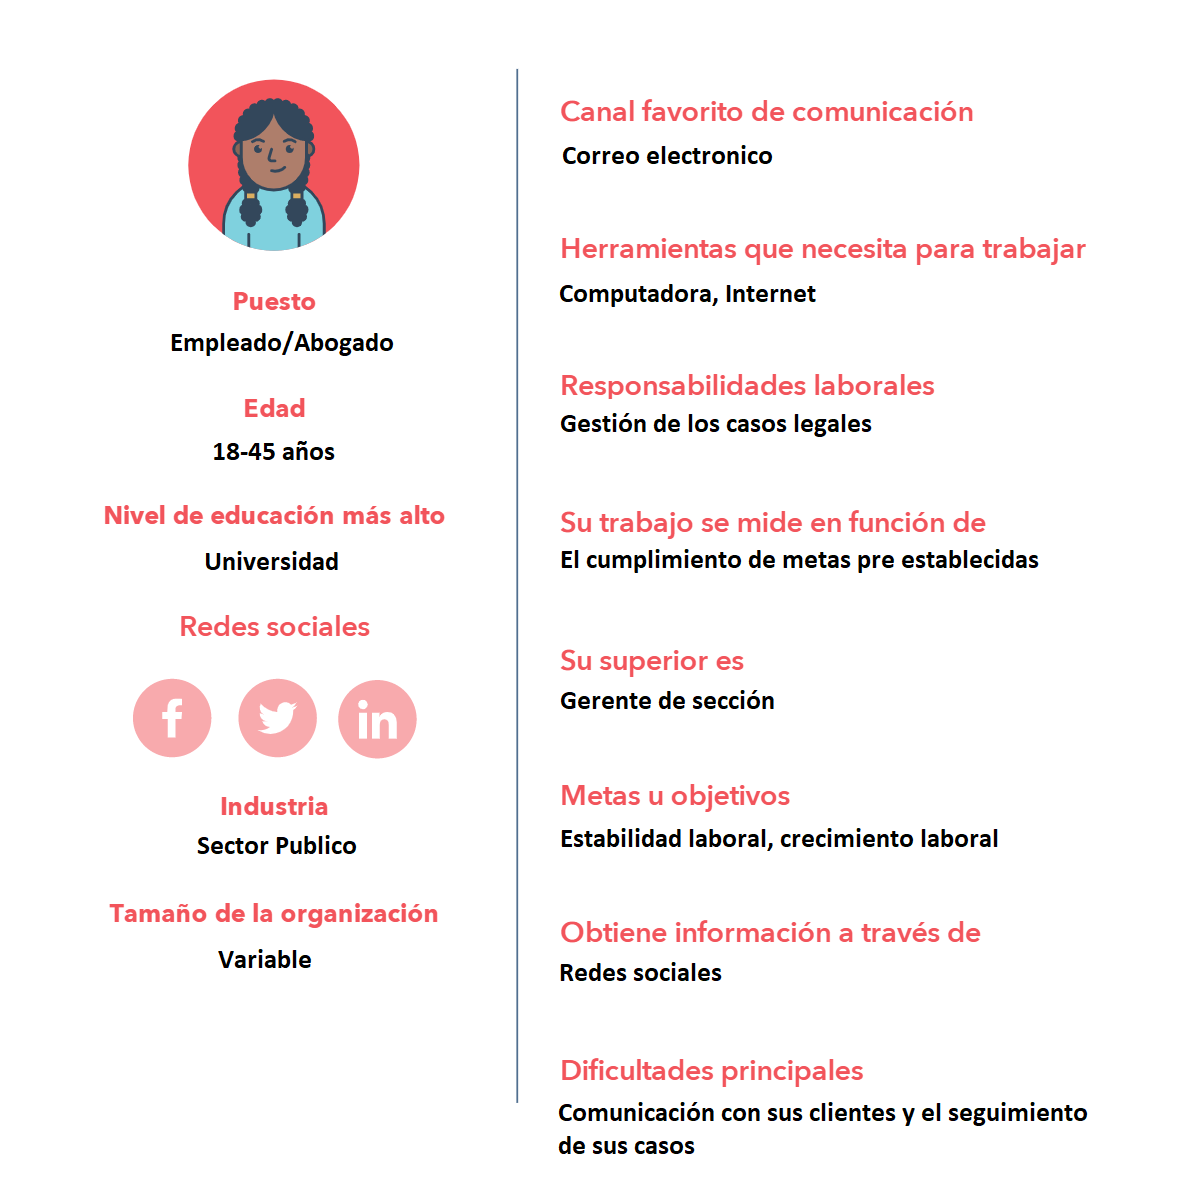 Puesto
Empleado/Abogado
Edad
18-45 años
Nivel de educación más alto
Universidad
Redes sociales
f
in
Industria
Sector Publico
Tamaño de la organización
Variable
Canal favorito de comunicación
Correo electronico
Herramientas que necesita para trabajar
Computadora, Internet
Responsabilidades laborales
Gestión de los casos legales
Su trabajo se mide en función de
El cumplimiento de metas pre establecidas
Su superior es
Gerente de sección
Metas u objetivos
Estabilidad laboral, crecimiento laboral
Obtiene información a través de
Redes sociales
Dificultades principales
Comunicación con sus clientes y el seguimiento
de sus casos